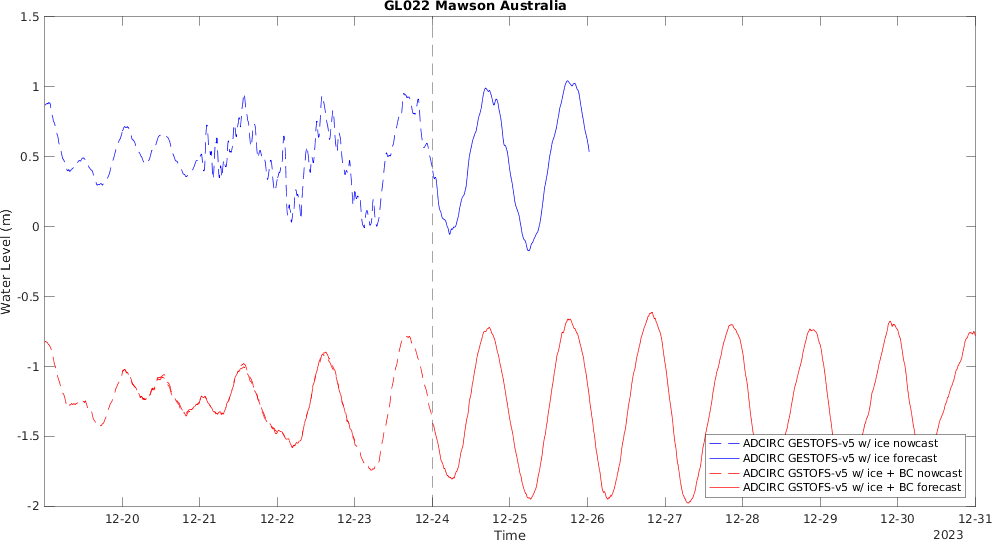 GL022 Mawson Australia
1.5
1
0.5
0
-0.5
-1
-1.5
-2
Water Level (m)
12-20 12-21 12-22 12-23 12-24 12-25 12-26 12-27 12-28 12-29 12-30 12-31
Time
2023
ADCIRC GESTOFS-v5 w/ ice nowcast
ADCIRC GESTOFS-v5 w/ ice forecast
ADCIRC GSTOFS-v5 w/ ice + BC nowcast
ADCIRC GSTOFS-v5 w/ ice + BC forecast